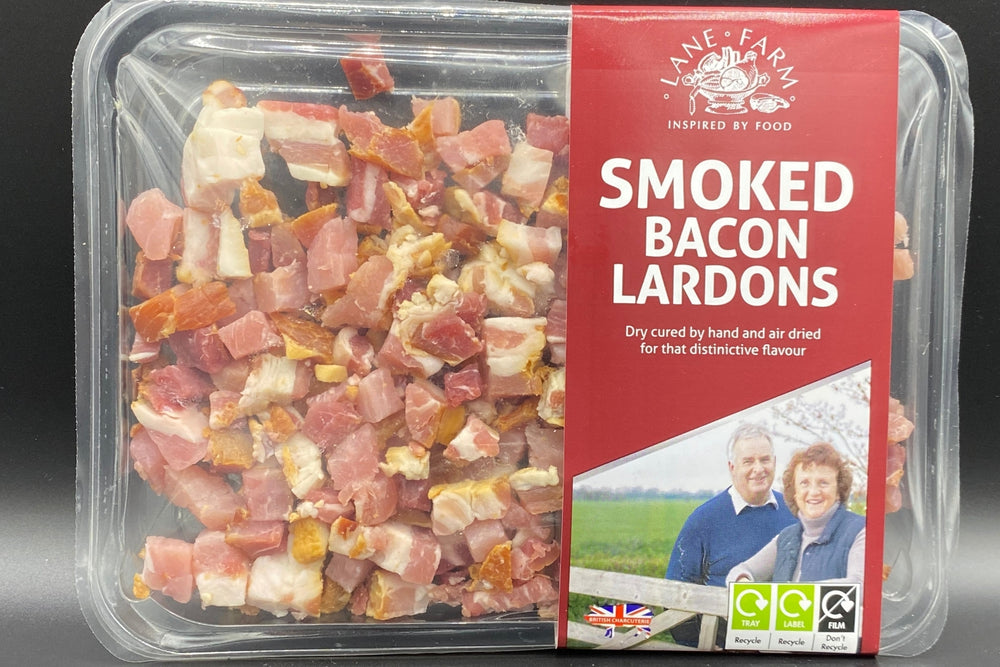 LANE • FARM
INSPIRED BY FOOD
SMOKED
BACON
LARDONS
Dry cured by hand and air dried
for that distinictive flavour
BRITISH CHARCUTERIE
TRAY
Recycle
LABEL
Recycle
FILM
Don't
Recycle